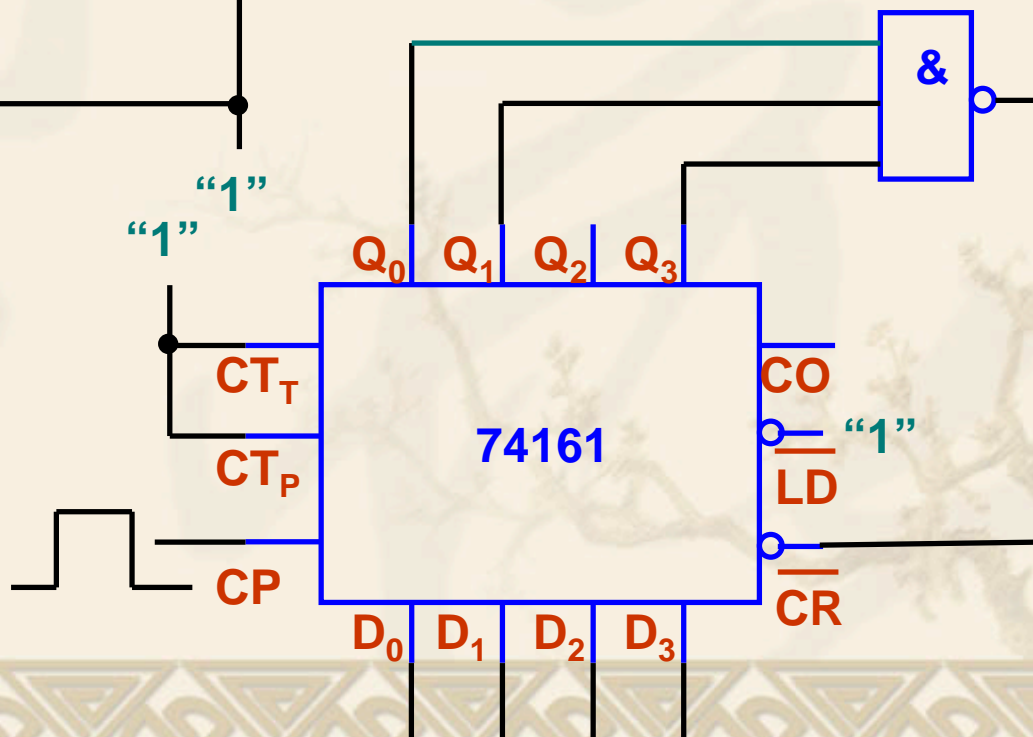 &
“1”
“1”
Q0 Q1 Q2 Q3
CTT
CO
74161
“1”
CTP
LD
CP
CR
D0 D1 D2 D3